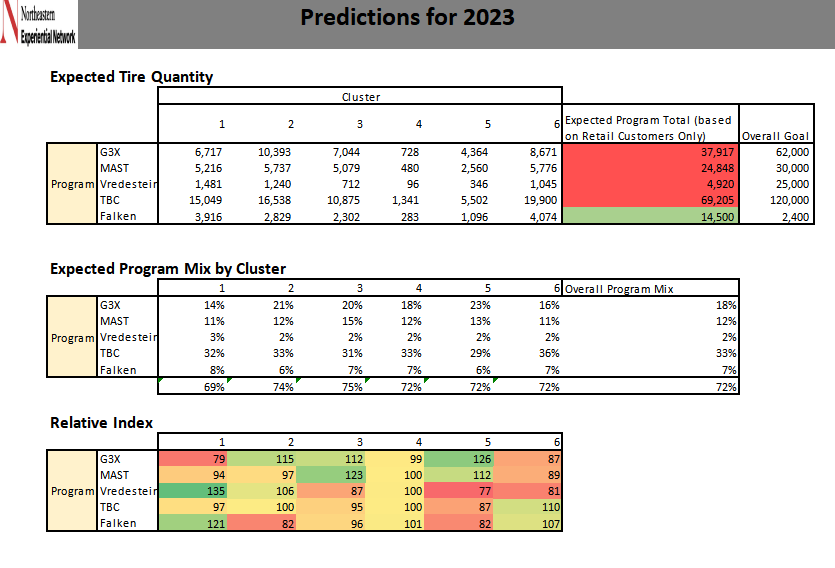 Northeastern
Experiential Network
Predictions for 2023
Expected Tire Quantity
Cluster
1 2 3 4 5 6 Expected Program Total (based on Retail Customers Only) Overall Goal
Program
G3X 6,717 10,393 7,044 728 4,364 8,671 37,917 62,000
MAST 5,216 5,737 5,079 480 2,560 5,776 24,848 30,000
Vredestein 1,481 1,240 712 96 346 1,045 4,920 25,000
TBC 15,049 16,538 10,875 1,341 5,502 19,900 69,205 120,000
Falken 3,916 2,829 2,302 283 1,096 4,074 14,500 2,400
Expected Program Mix by Cluster
1 2 3 4 5 6 Overall Program Mix
Program
G3X 14% 21% 20% 18% 23% 16% 18%
MAST 11% 12% 15% 12% 13% 11% 12%
Vredestein 3% 2% 2% 2% 2% 2% 2%
TBC 32% 33% 31% 33% 29% 36% 33%
Falken 8% 6% 7% 7% 6% 7% 7%
69% 74% 75% 72% 72% 72% 72%
Relative Index
1 2 3 4 5 6
Program
G3X 79 115 112 99 126 87
MAST 94 97 123 100 112 89
Vredestein 135 106 87 100 77 81
TBC 97 100 95 100 87 110
Falken 121 82 96 101 82 107